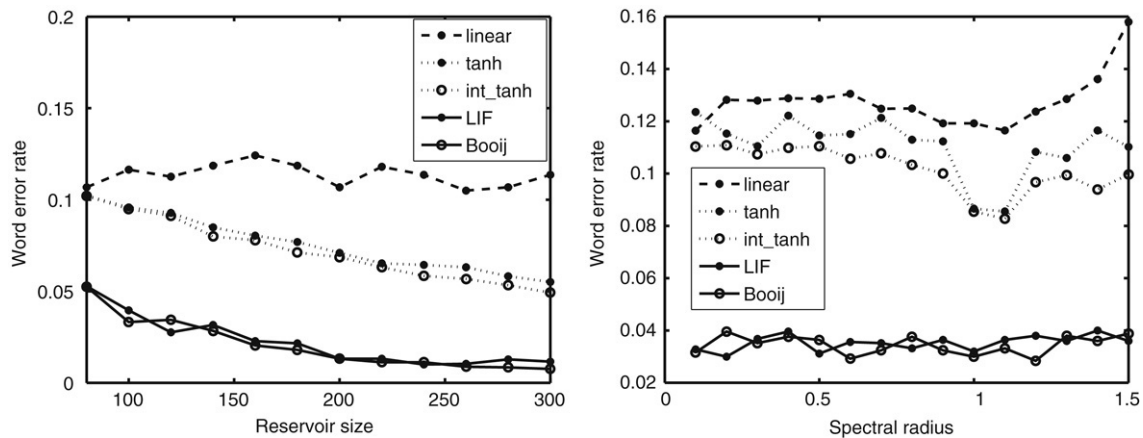 0.2
0.15
0.1
0.05
0
100
150
200
250
300
Word error rate
Reservoir size
linear
tanh
int_tanh
LIF
Booij
0.16
0.14
0.12
0.1
0.08
0.06
0.04
0.02
0
0.5
1
1.5
Word error rate
Spectral radius
linear
tanh
int_tanh
LIF
Booij